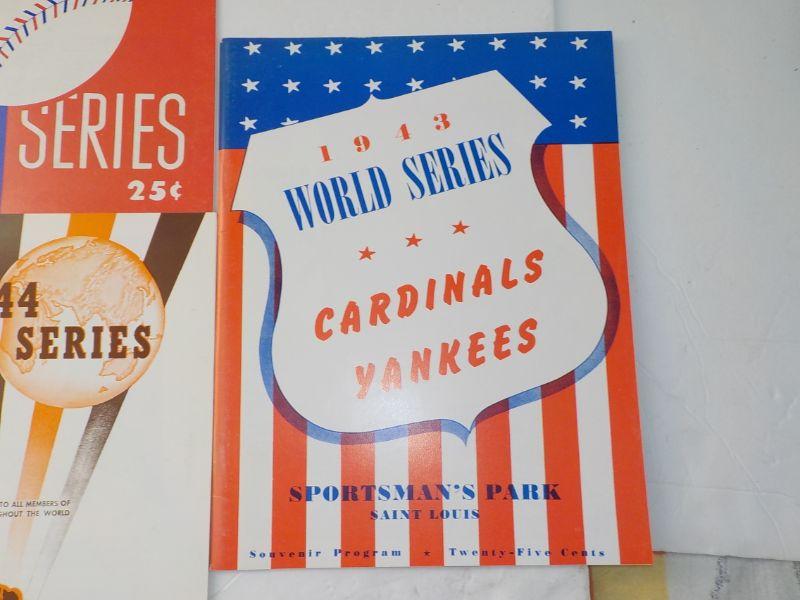 SERIES
25¢
44
SERIES
TO ALL MEMBERS OF
GHOUT THE WORLD
1943
WORLD SERIES
CARDINALS
YANKEES
SPORTSMAN'S PARK
SAINT LOUIS
Souvenir Program ★ Twenty-Five Cents